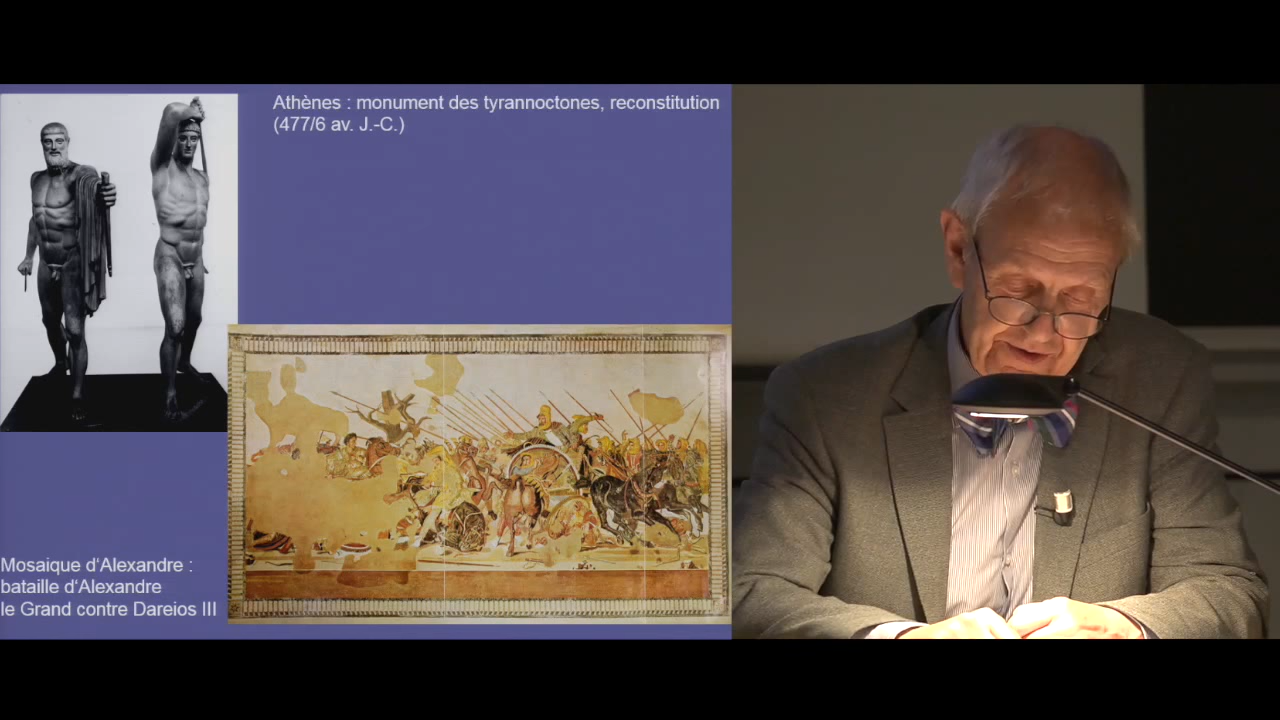 Athènes : monument des tyrannoctones, reconstitution
(477/6 av. J.-C.)
Mosaique d‘Alexandre :
bataille d‘Alexandre
le Grand contre Dareios III